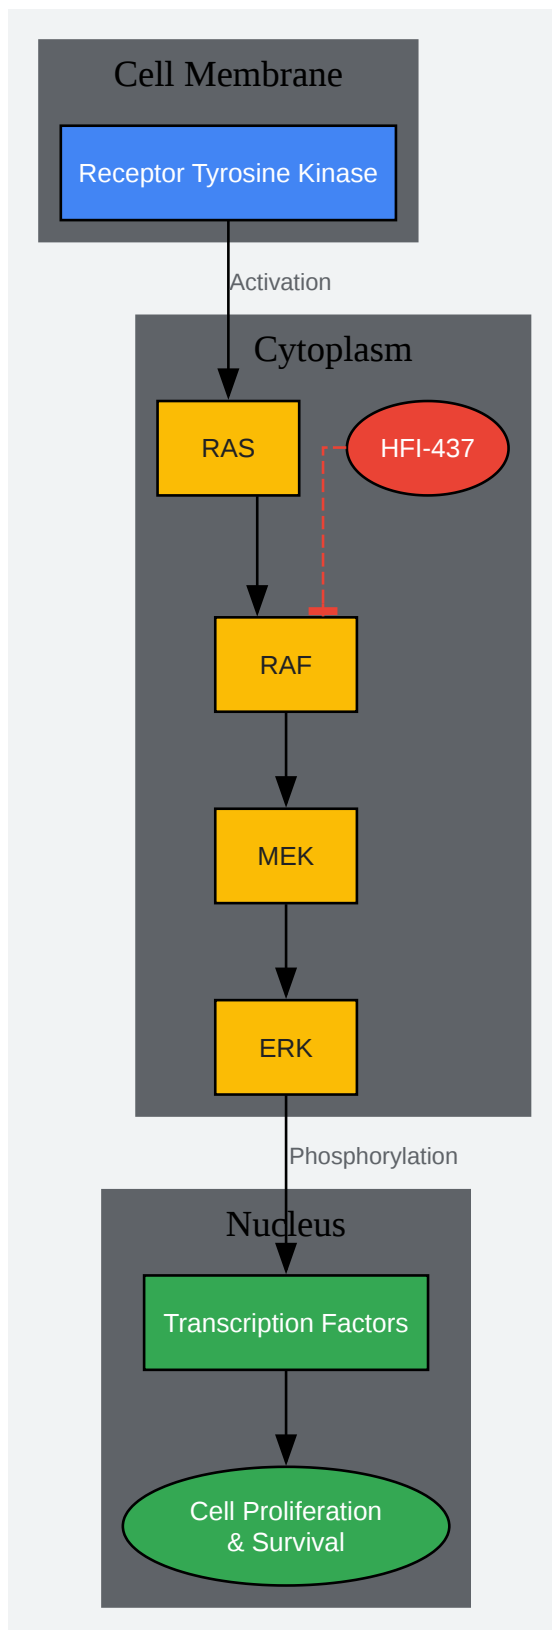 Cell Membrane
Receptor Tyrosine Kinase
Activation
Cytoplasm
RAS
HFI-437
RAF
MEK
ERK
Phosphorylation
Nucleus
Transcription Factors
Cell Proliferation
& Survival